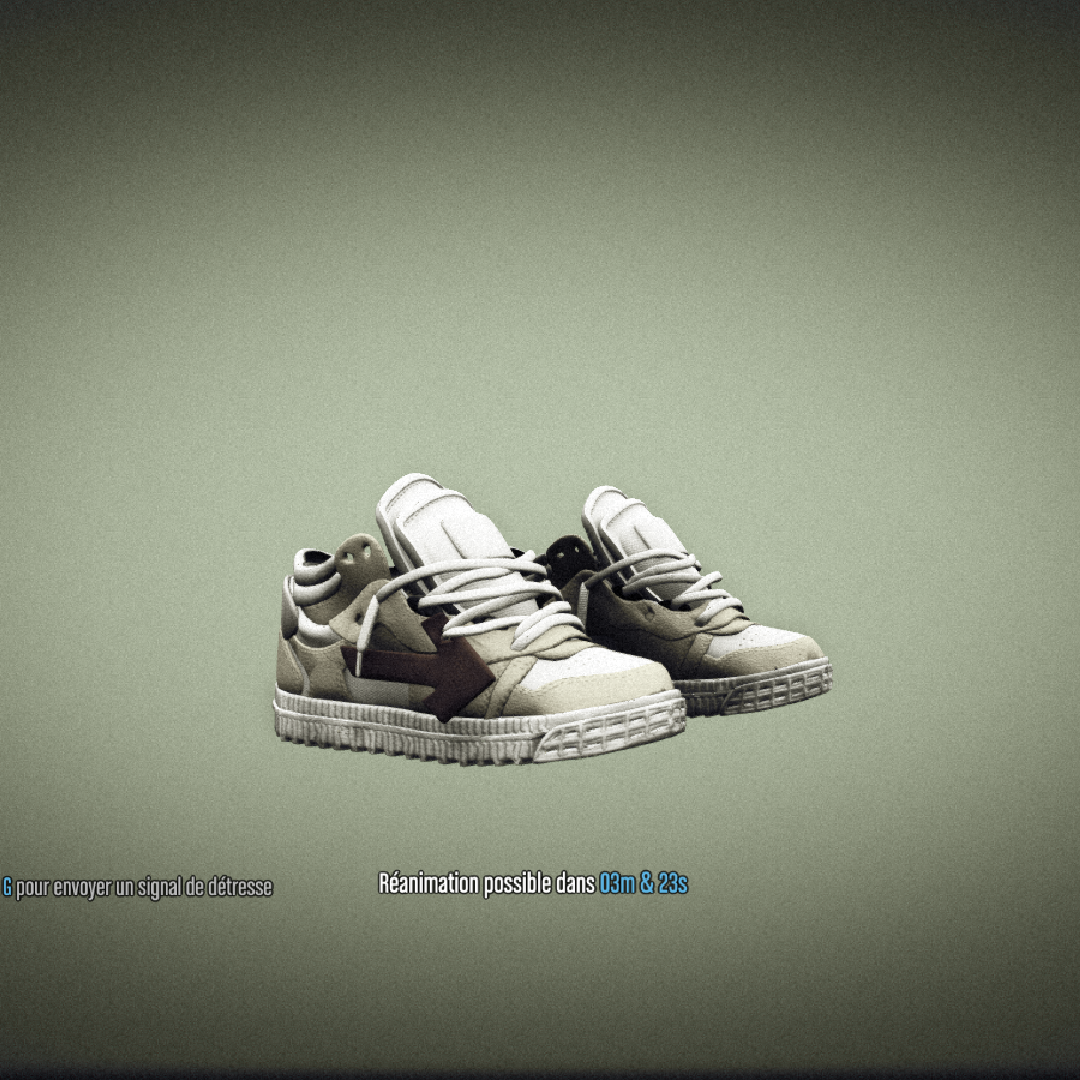 G pour envoyer un signal de détresse
Réanimation possible dans 03m & 23s